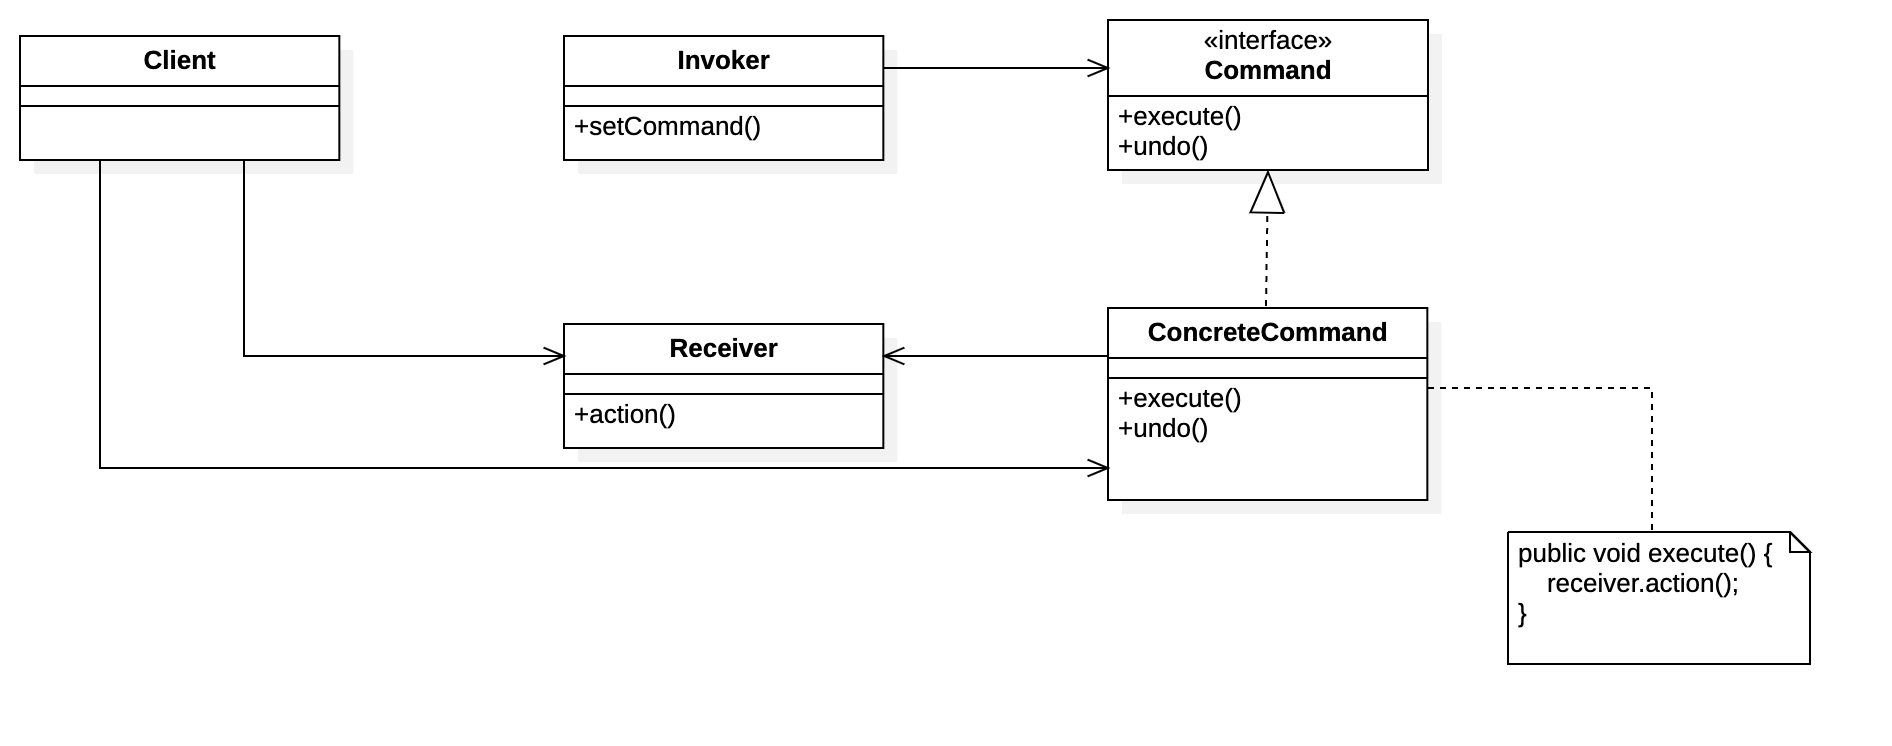 Client
Invoker
+setCommand()
«interface»
Command
+execute()
+undo()
Receiver
+action()
ConcreteCommand
+execute()
+undo()
public void execute() {
    receiver.action();
}